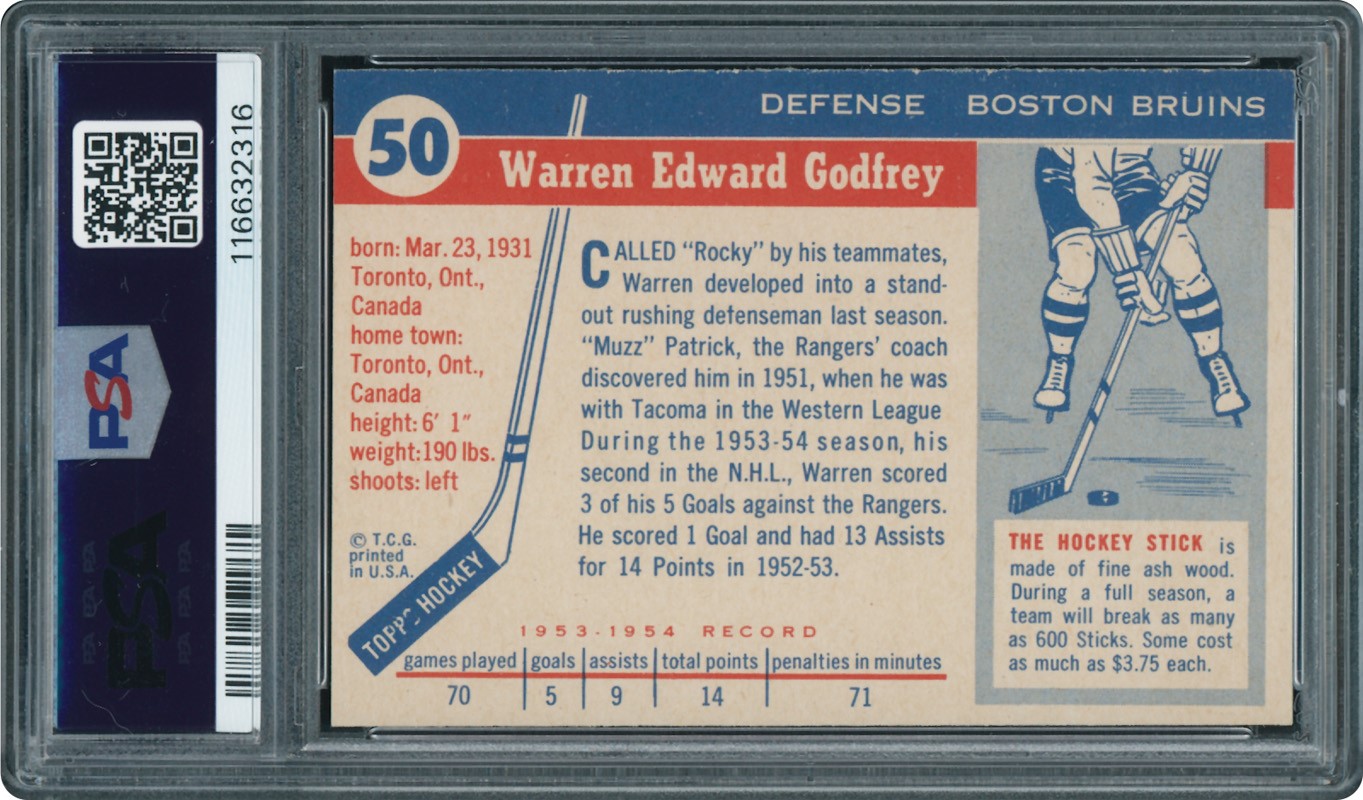 116632316
PSA
PSA
50
DEFENSE BOSTON BRUINS
Warren Edward Godfrey
born: Mar. 23, 1931
Toronto, Ont.,
Canada
home town:
Toronto, Ont.,
Canada
height: 6' 1"
weight: 190 lbs.
shoots: left
© T.C.G.
printed
in U.S.A.
TOPPS HOCKEY
CALLED "Rocky" by his teammates,
Warren developed into a stand-
out rushing defenseman last season.
"Muzz" Patrick, the Rangers' coach
discovered him in 1951, when he was
with Tacoma in the Western League
During the 1953-54 season, his
second in the N.H.L., Warren scored
3 of his 5 Goals against the Rangers.
He scored 1 Goal and had 13 Assists
for 14 Points in 1952-53.
1953-1954 RECORD
games played goals assists total points penalties in minutes
70 5 9 14 71
THE HOCKEY STICK is
made of fine ash wood.
During a full season, a
team will break as many
as 600 Sticks. Some cost
as much as $3.75 each.